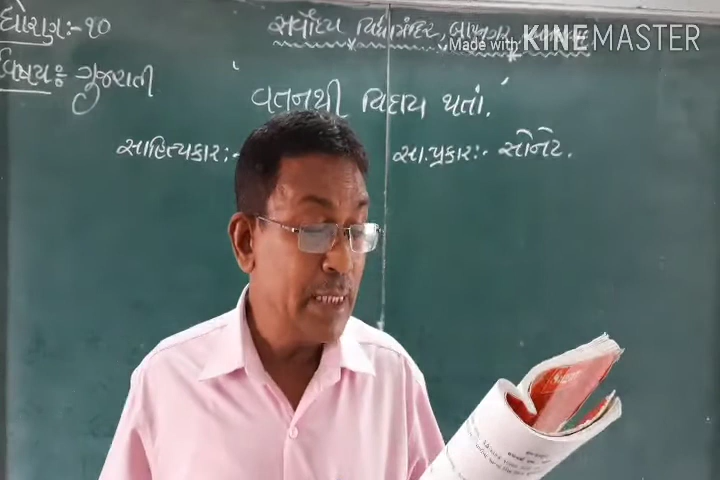 ધોરણ:-૧૦
સર્વોદય વિદ્યામંદિર,
Made with KINEMASTER
વિષય:- ગુજરાતી
'વતનથી વિદાય થતાં.'
સાહિત્યકાર:-
સા.પ્રકાર:- સોનેટ.